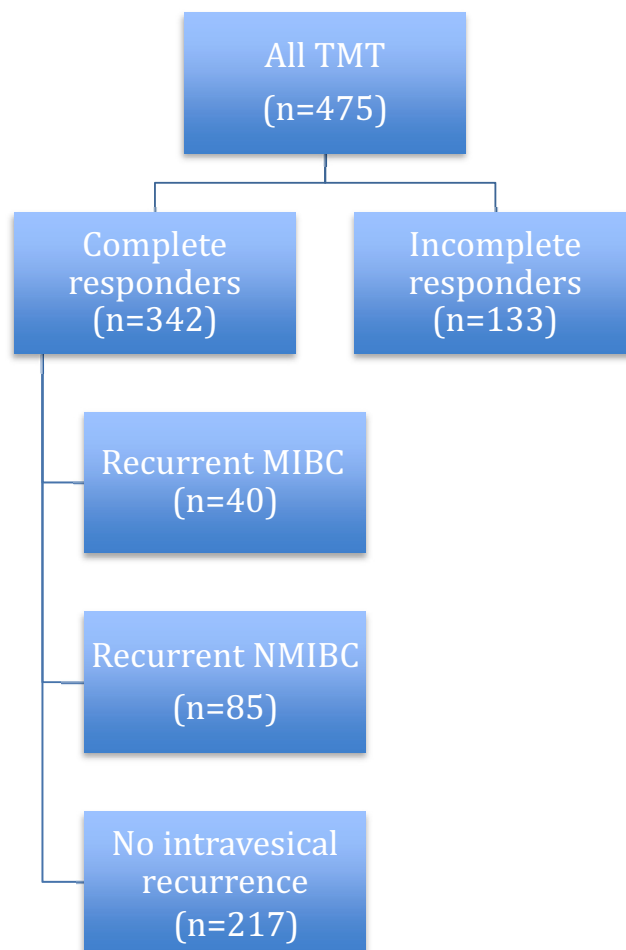 All TMT
(n=475)
Complete
responders
(n=342)
Incomplete
responders
(n=133)
Recurrent MIBC
(n=40)
Recurrent NMIBC
(n=85)
No intravesical
recurrence
(n=217)